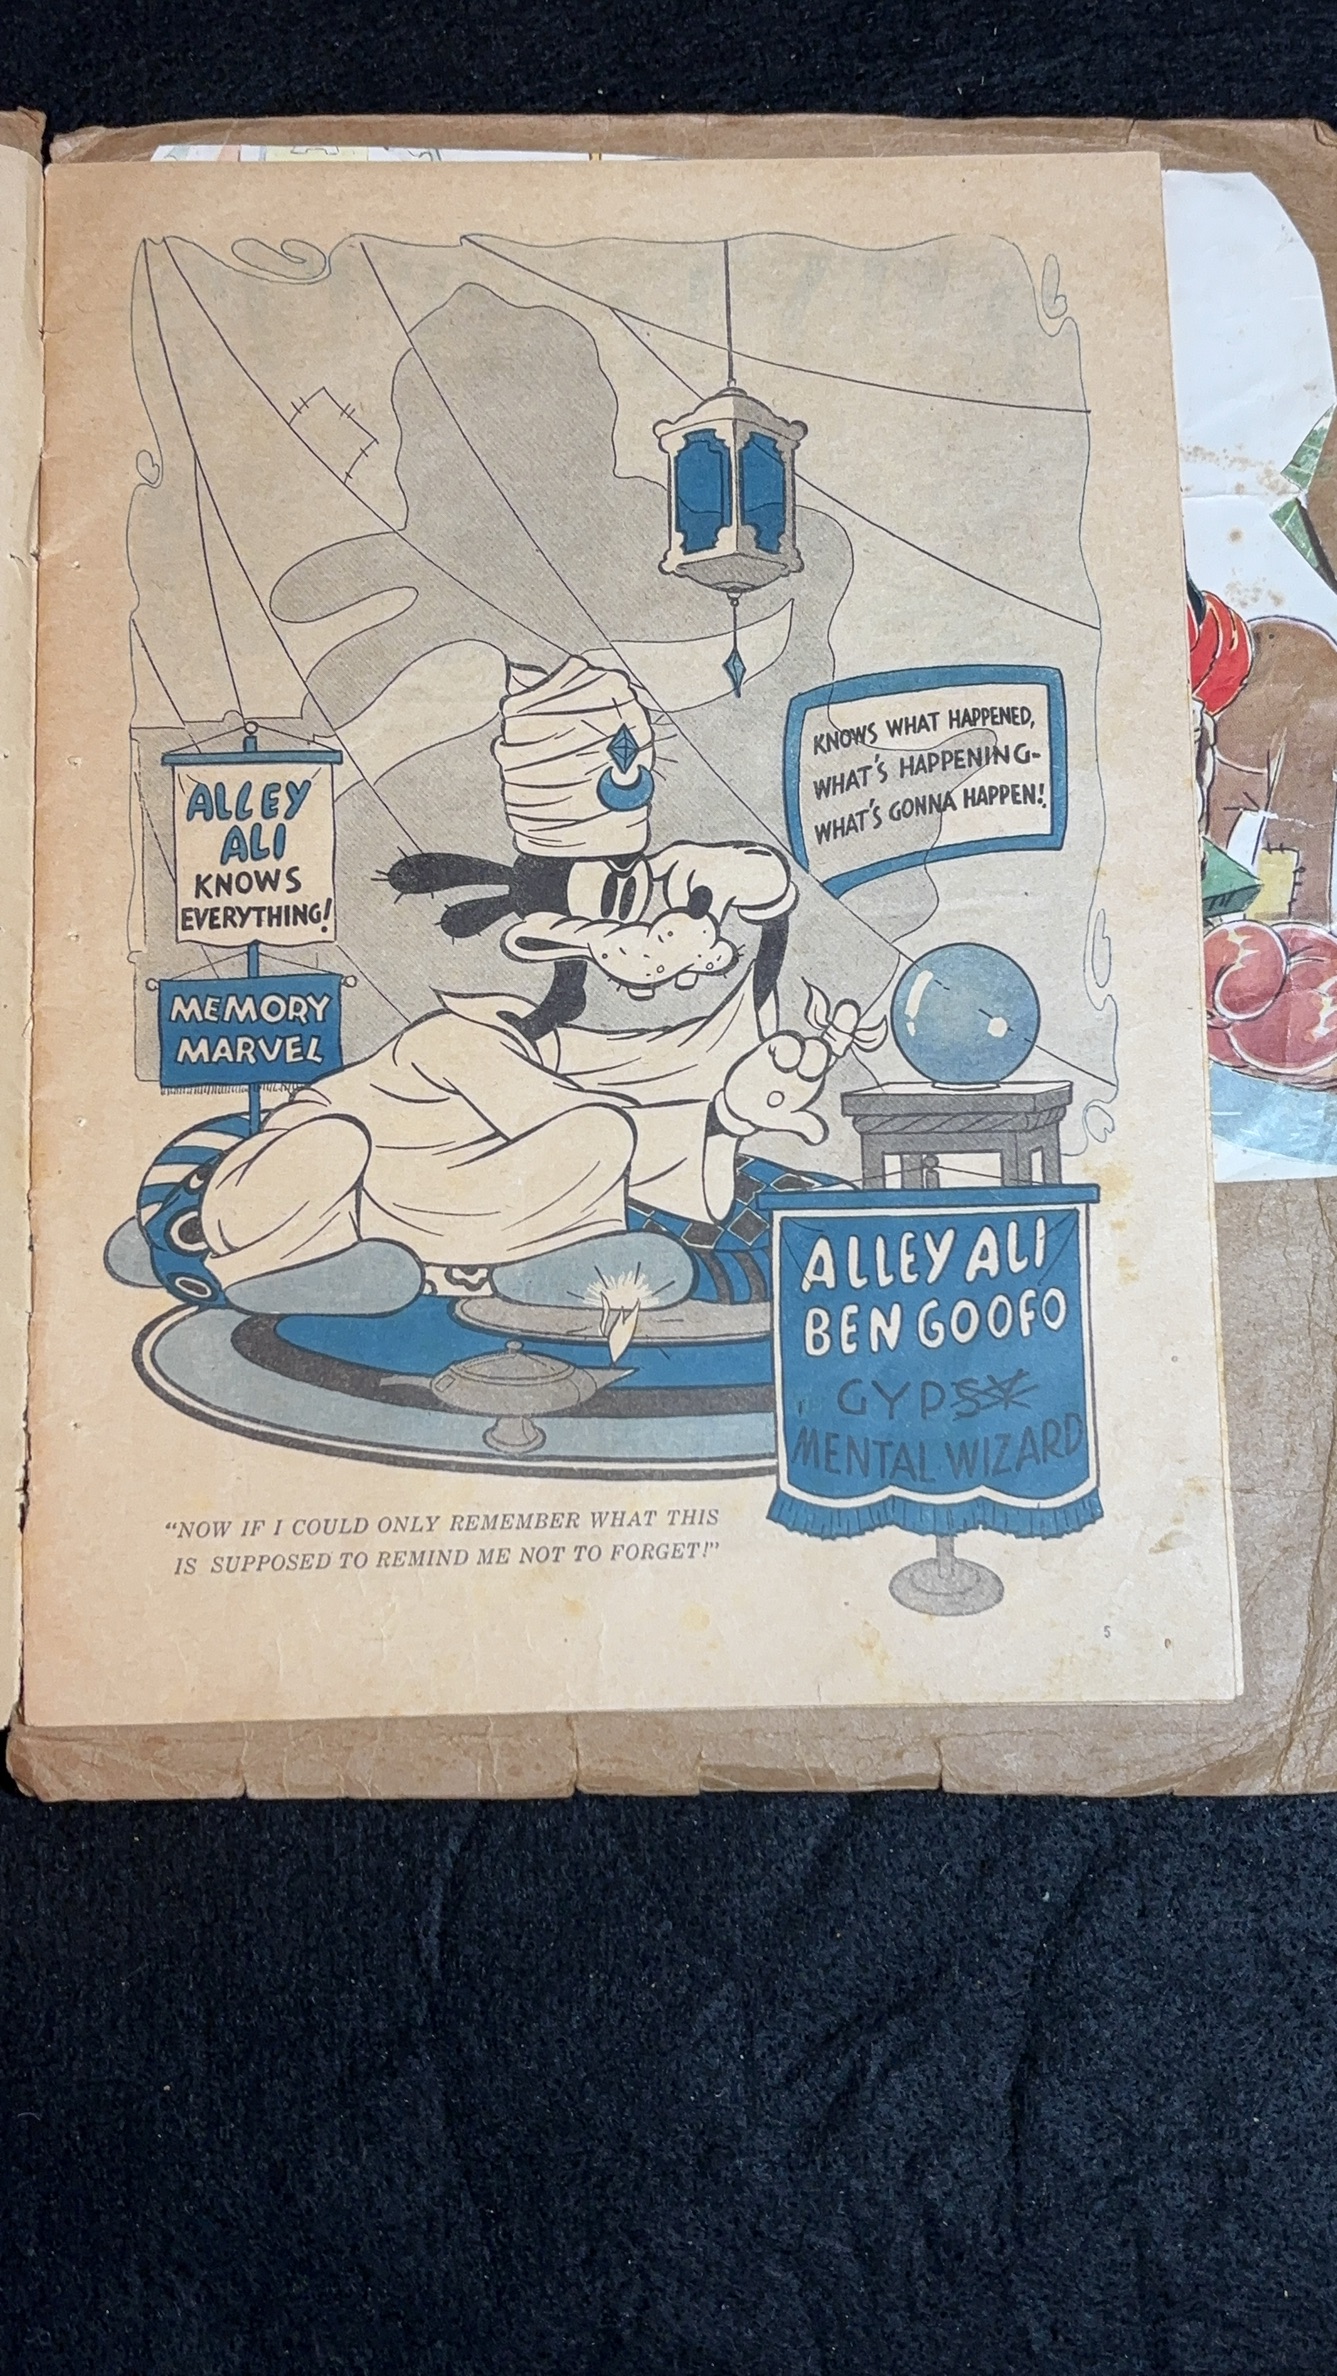 ALLEY
ALI
KNOWS
EVERYTHING!
MEMORY
MARVEL
KNOWS WHAT HAPPENED,
WHAT'S HAPPENING-
WHAT'S GONNA HAPPEN!
ALLEY ALI
BEN GOOFO
GYPSY
MENTAL WIZARD
"NOW IF I COULD ONLY REMEMBER WHAT THIS
IS SUPPOSED TO REMIND ME NOT TO FORGET!"
5